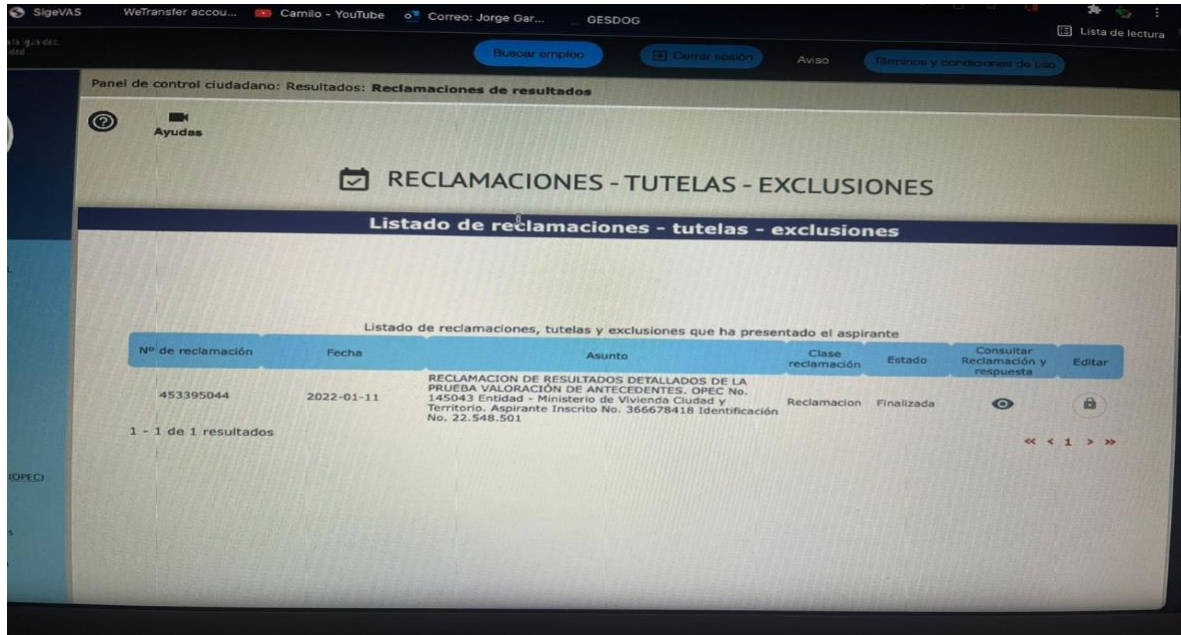 SigeVAS WeTransfer accou... Camilo - YouTube Correo: Jorge Gar... GESDOG
Lista de lectura
Buscar empleo Cerrar sesión Aviso Términos y condiciones de uso
Panel de control ciudadano: Resultados: Reclamaciones de resultados
Ayudas
RECLAMACIONES - TUTELAS - EXCLUSIONES
Listado de reclamaciones - tutelas - exclusiones
Listado de reclamaciones, tutelas y exclusiones que ha presentado el aspirante
Nº de reclamación Fecha Asunto Clase reclamación Estado Consultar Reclamación y respuesta Editar
RECLAMACION DE RESULTADOS DETALLADOS DE LA
PRUEBA VALORACIÓN DE ANTECEDENTES. OPEC No.
453395044 2022-01-11 145043 Entidad - Ministerio de Vivienda Ciudad y Reclamacion Finalizada
Territorio. Aspirante Inscrito No. 366678418 Identificación
No. 22.548.501
1 - 1 de 1 resultados
« < 1 > »
(OPEC)